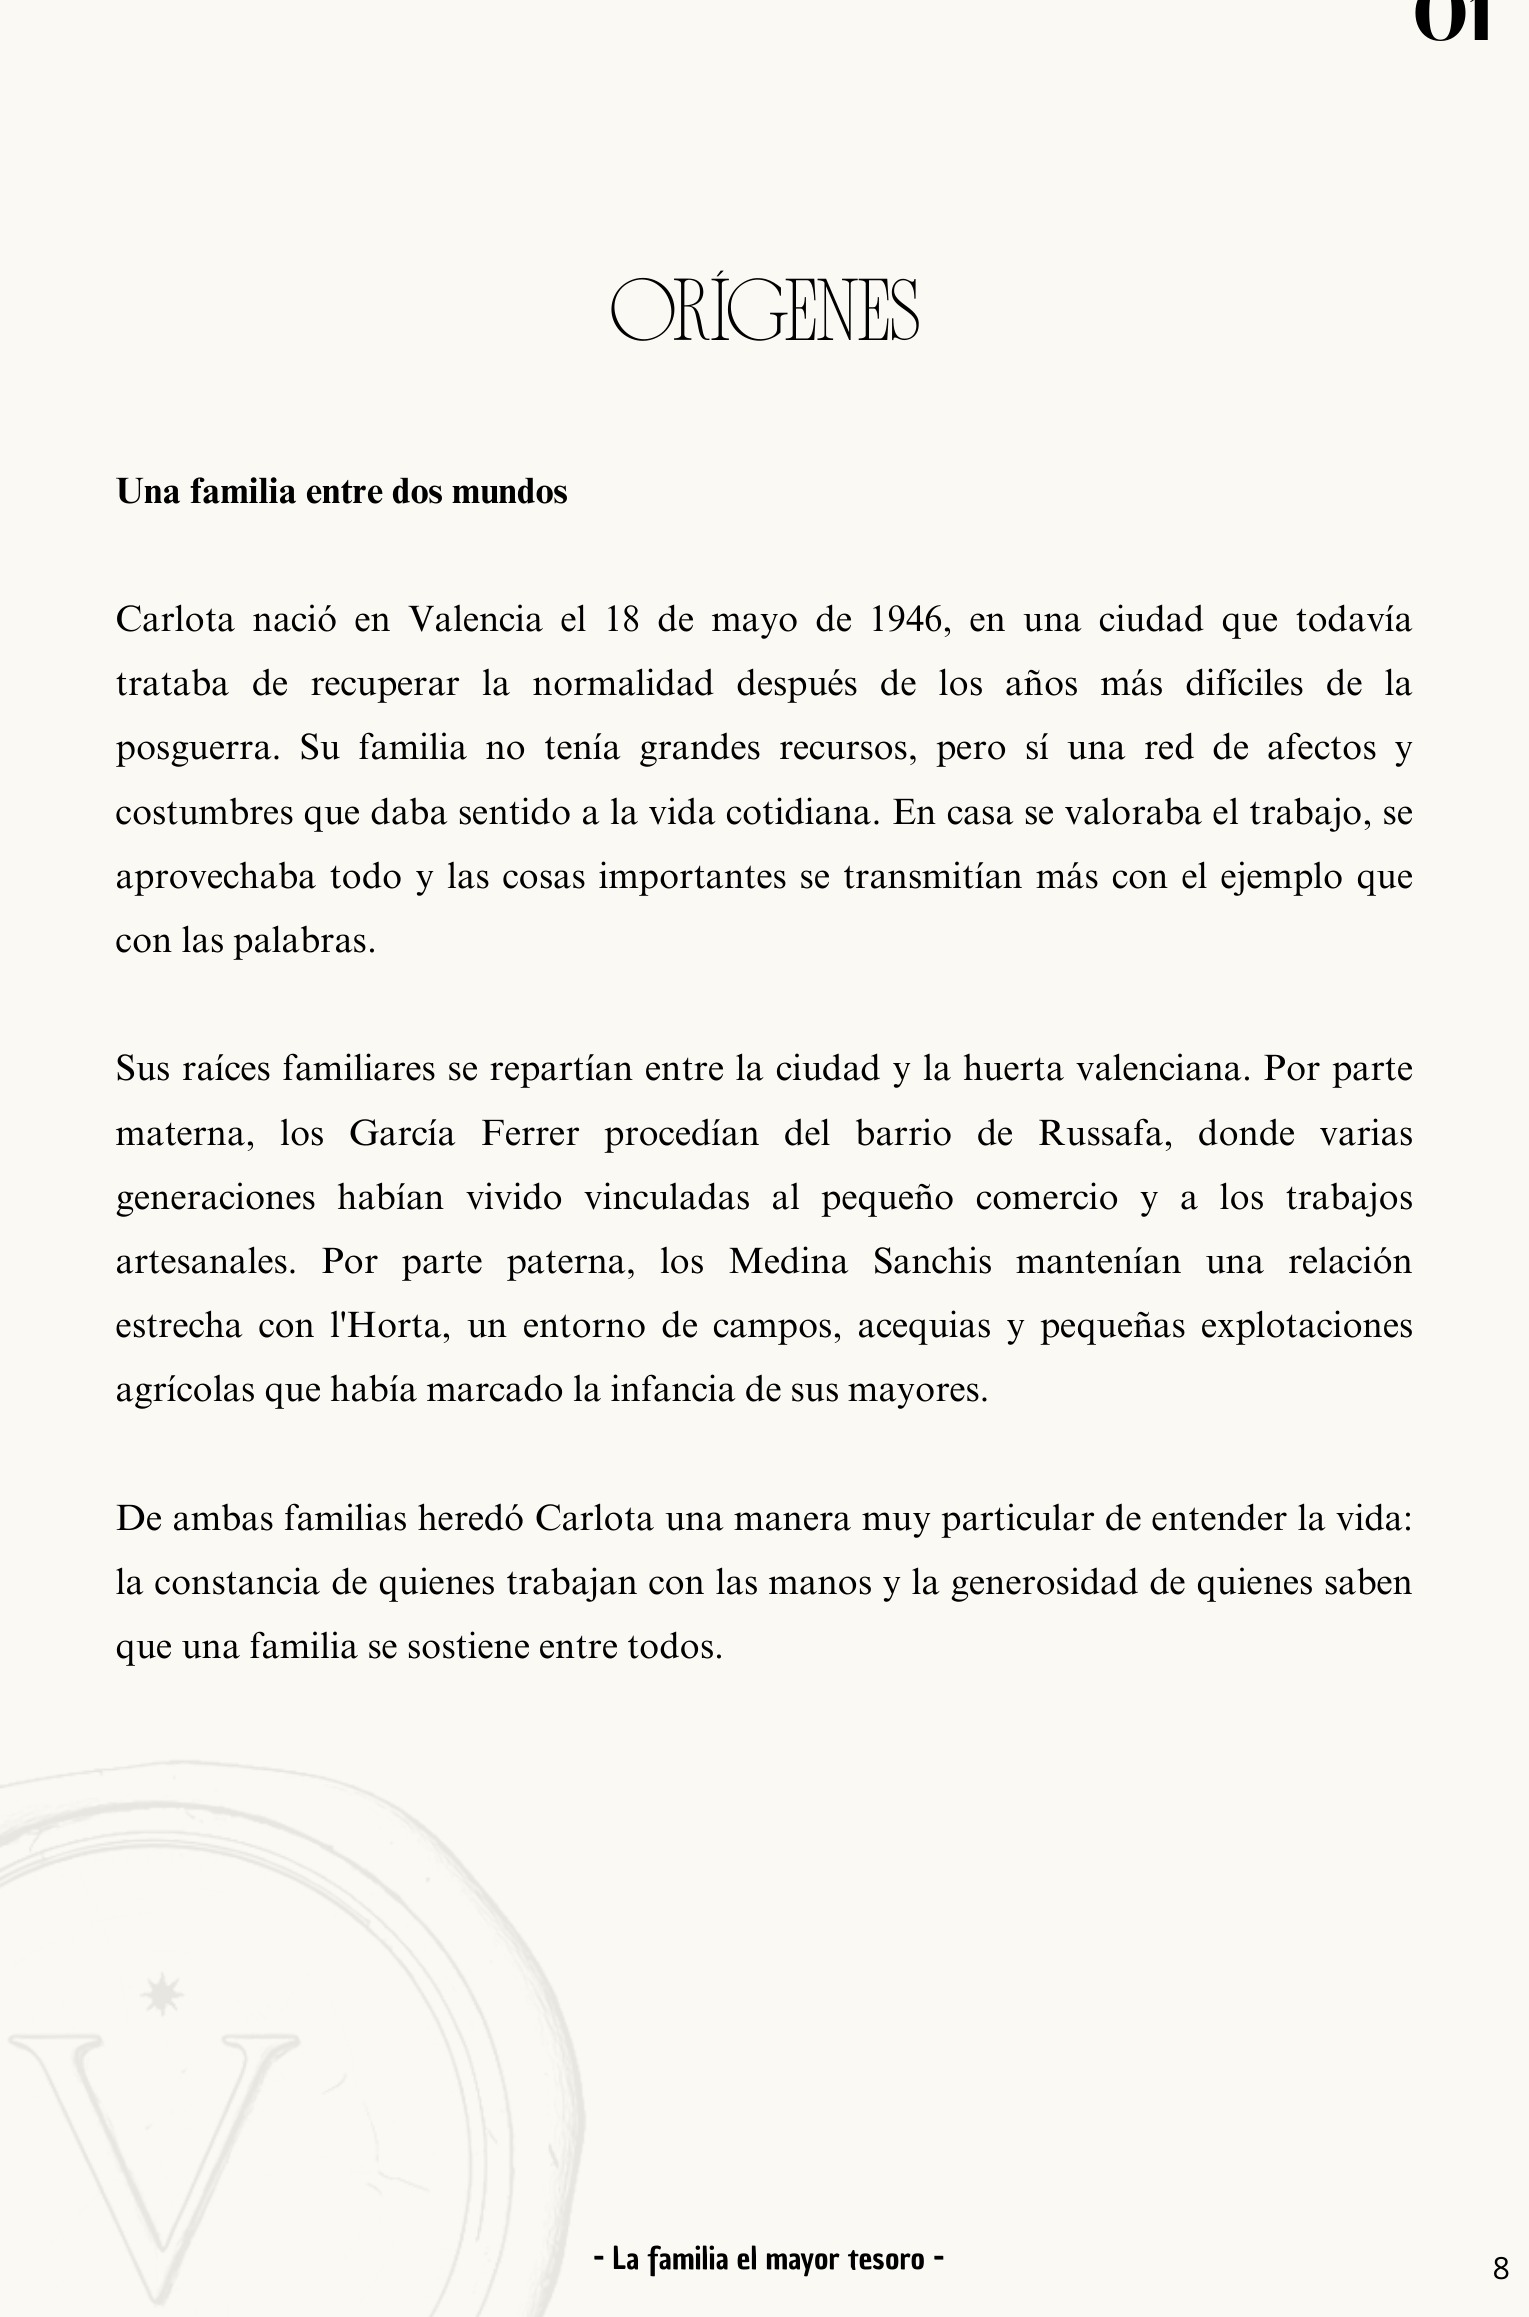 01
ORÍGENES
Una familia entre dos mundos
Carlota nació en Valencia el 18 de mayo de 1946, en una ciudad que todavía
trataba de recuperar la normalidad después de los años más difíciles de la
posguerra. Su familia no tenía grandes recursos, pero sí una red de afectos y
costumbres que daba sentido a la vida cotidiana. En casa se valoraba el trabajo, se
aprovechaba todo y las cosas importantes se transmitían más con el ejemplo que
con las palabras.
Sus raíces familiares se repartían entre la ciudad y la huerta valenciana. Por parte
materna, los García Ferrer procedían del barrio de Russafa, donde varias
generaciones habían vivido vinculadas al pequeño comercio y a los trabajos
artesanales. Por parte paterna, los Medina Sanchis mantenían una relación
estrecha con l'Horta, un entorno de campos, acequias y pequeñas explotaciones
agrícolas que había marcado la infancia de sus mayores.
De ambas familias heredó Carlota una manera muy particular de entender la vida:
la constancia de quienes trabajan con las manos y la generosidad de quienes saben
que una familia se sostiene entre todos.
V
- La familia el mayor tesoro -
8